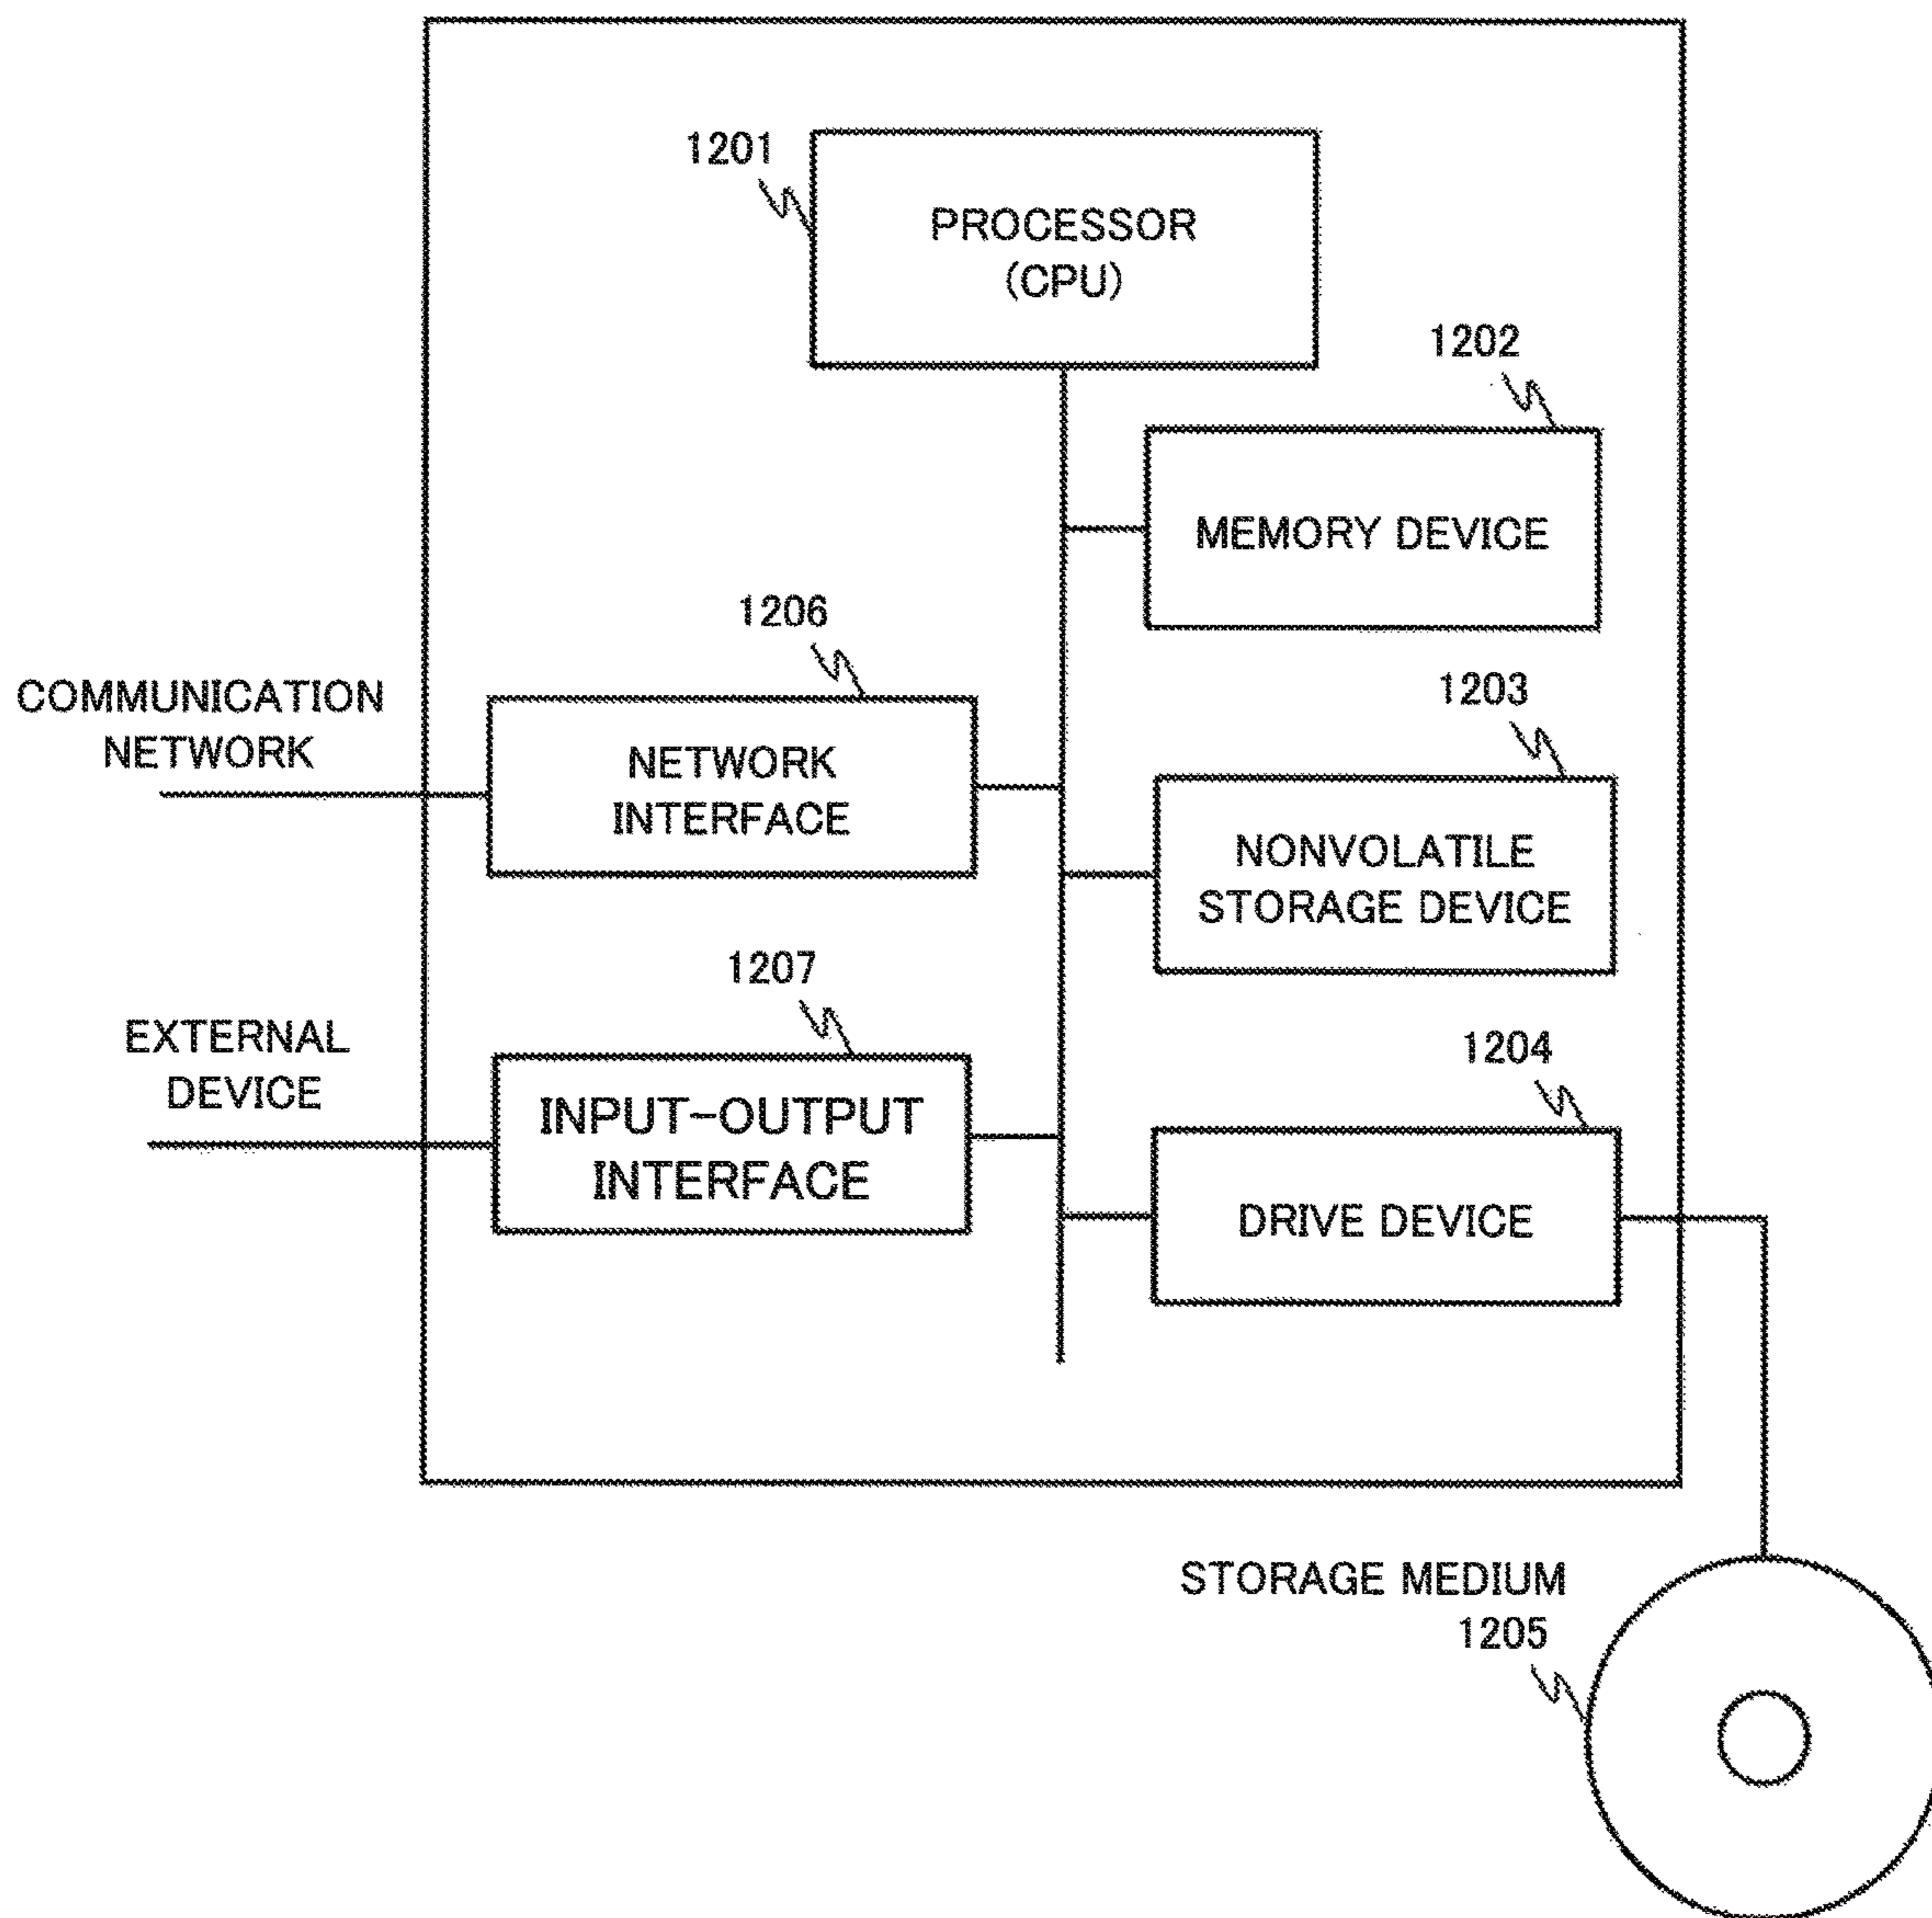 1201
PROCESSOR
(CPU)
1202
MEMORY DEVICE
1206
COMMUNICATION
NETWORK
NETWORK
INTERFACE
1203
NONVOLATILE
STORAGE DEVICE
1207
EXTERNAL
DEVICE
INPUT-OUTPUT
INTERFACE
1204
DRIVE DEVICE
STORAGE MEDIUM
1205